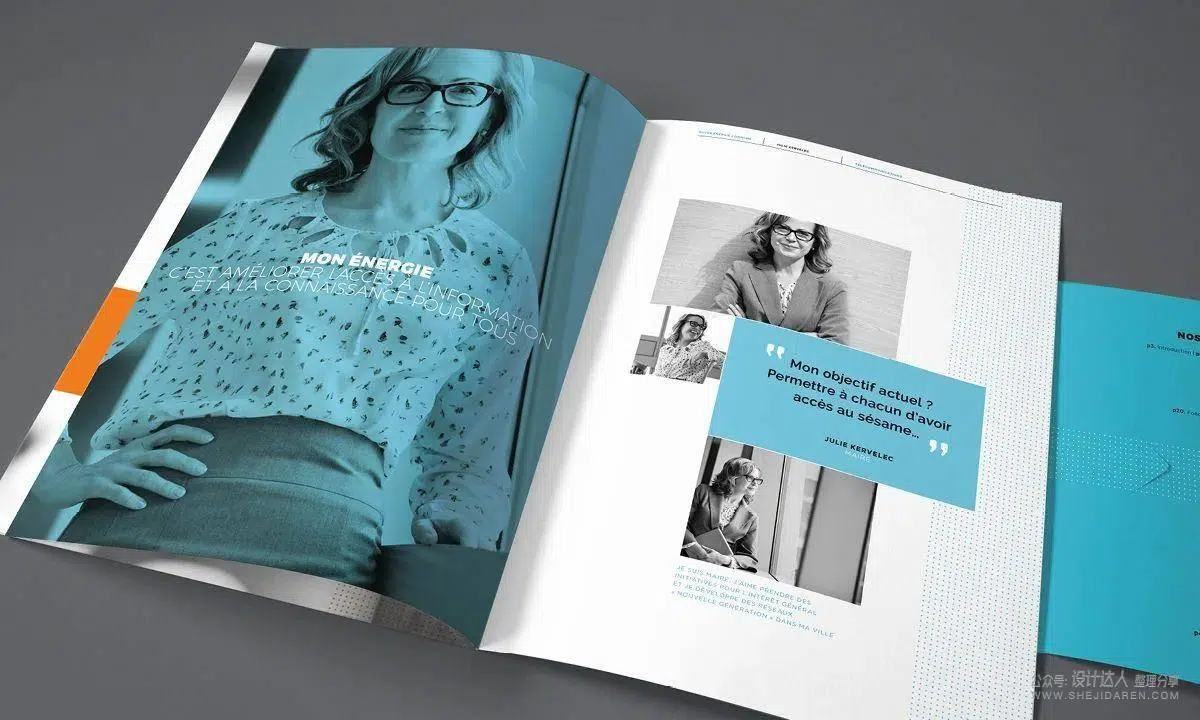 MON ÉNERGIE
C'EST AMÉLIORER L'ACCÈS À L'INFORMATION
ET À LA CONNAISSANCE POUR TOUS
JULIE KERVELEC
TÉLÉCOMMUNICATIONS
“
Mon objectif actuel ?
Permettre à chacun d'avoir
accès au sésame...
”
JULIE KERVELEC
MAIRE
JE SUIS MAIRE, J'AIME PRENDRE DES
INITIATIVES POUR L'INTÉRÊT GÉNÉRAL
ET JE DÉVELOPPE DES RÉSEAUX
« NOUVELLE GÉNÉRATION » DANS MA VILLE
NOS
p3. Introduction
p20.
公众号: 设计达人 整理分享
WWW.SHEJIDAREN.COM